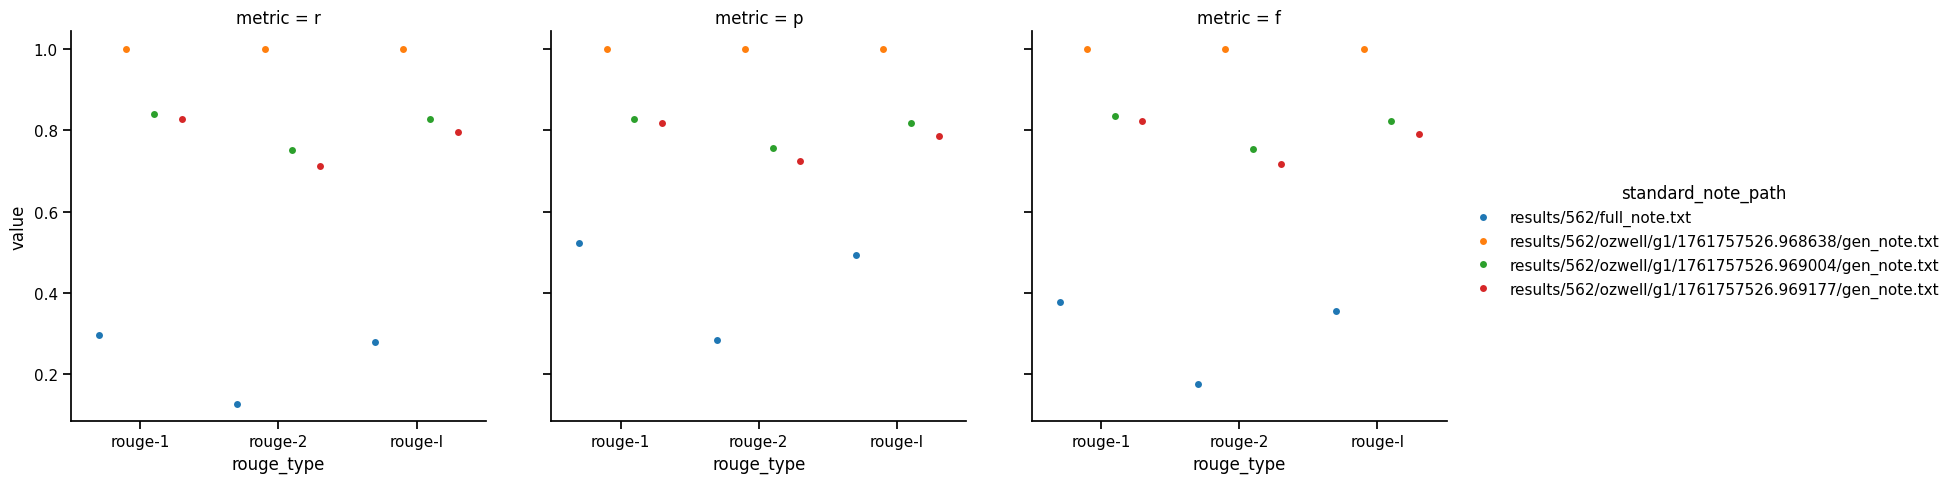 metric = r
metric = p
metric = f
value
1.0
0.8
0.6
0.4
0.2
rouge-1
rouge-2
rouge-l
rouge_type
rouge-1
rouge-2
rouge-l
rouge_type
rouge-1
rouge-2
rouge-l
rouge_type
standard_note_path
results/562/full_note.txt
results/562/ozwell/g1/1761757526.968638/gen_note.txt
results/562/ozwell/g1/1761757526.969004/gen_note.txt
results/562/ozwell/g1/1761757526.969177/gen_note.txt